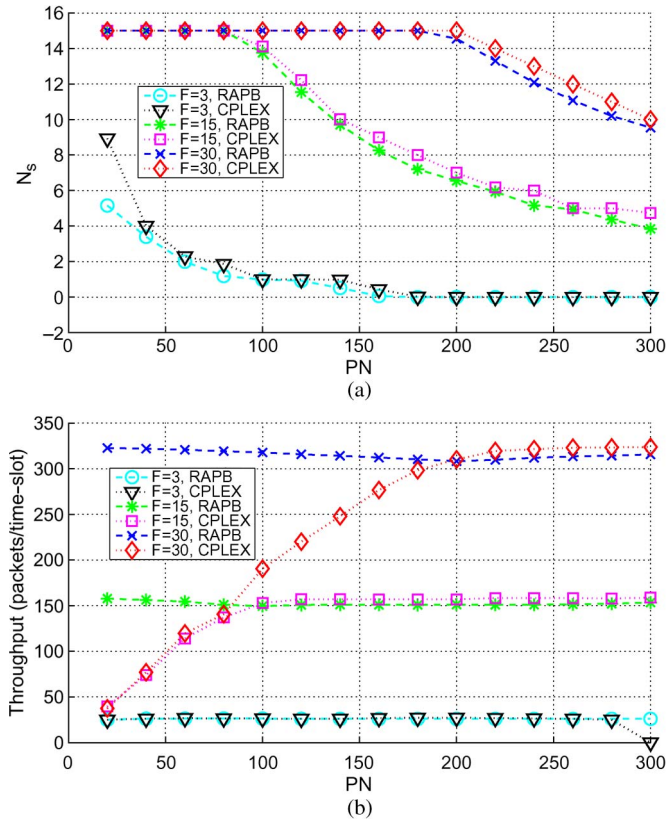 16
14
12
10
8
6
4
2
0
−2
N_s
F=3, RAPB
F=3, CPLEX
F=15, RAPB
F=15, CPLEX
F=30, RAPB
F=30, CPLEX
0 50 100 150 200 250 300
PN
(a)
350
300
250
200
150
100
50
0
Throughput (packets/time−slot)
F=3, RAPB
F=3, CPLEX
F=15, RAPB
F=15, CPLEX
F=30, RAPB
F=30, CPLEX
0 50 100 150 200 250 300
PN
(b)